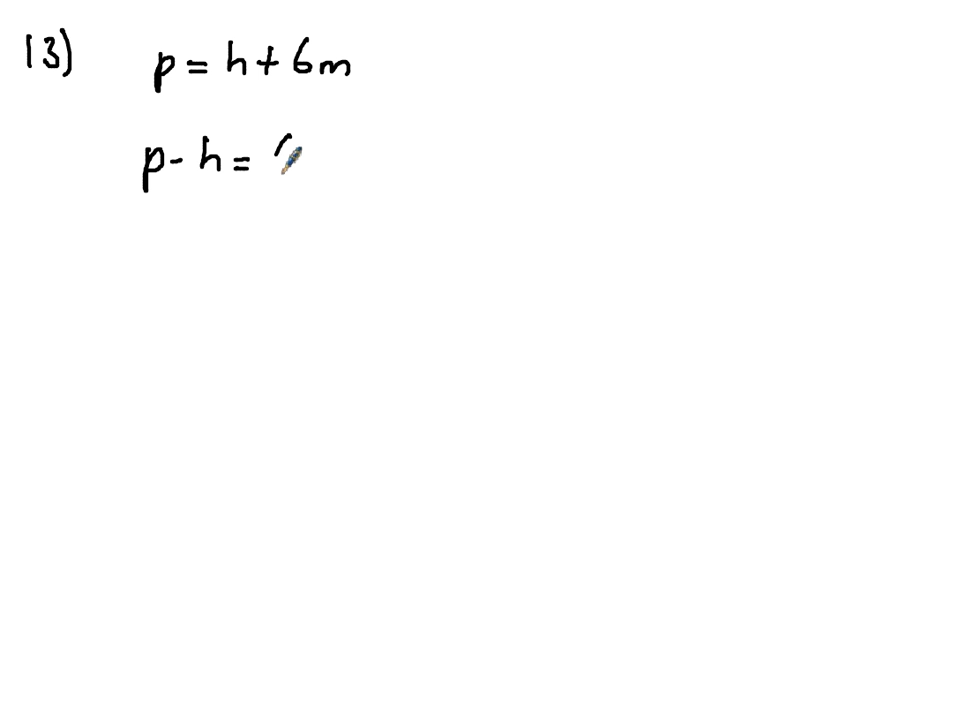 13) p = h + 6m
p - h =